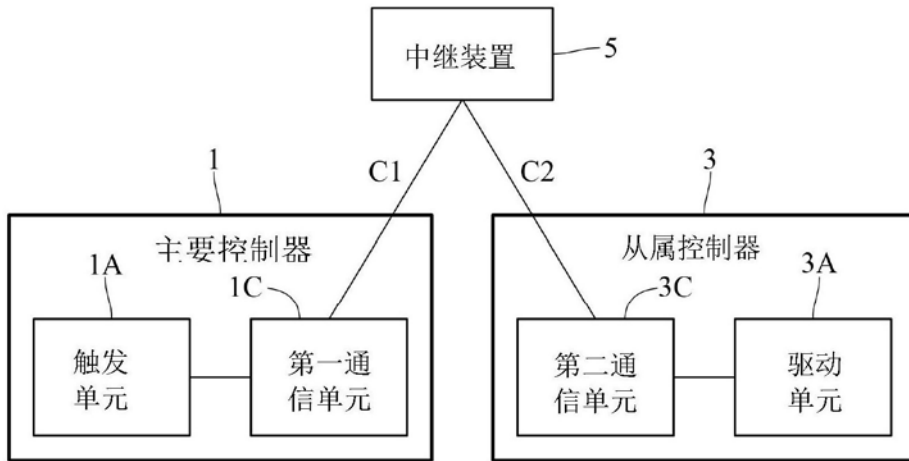 中继装置
5
1
C1
C2
3
主要控制器
从属控制器
1A
1C
3C
3A
触发
单元
第一通
信单元
第二通
信单元
驱动
单元